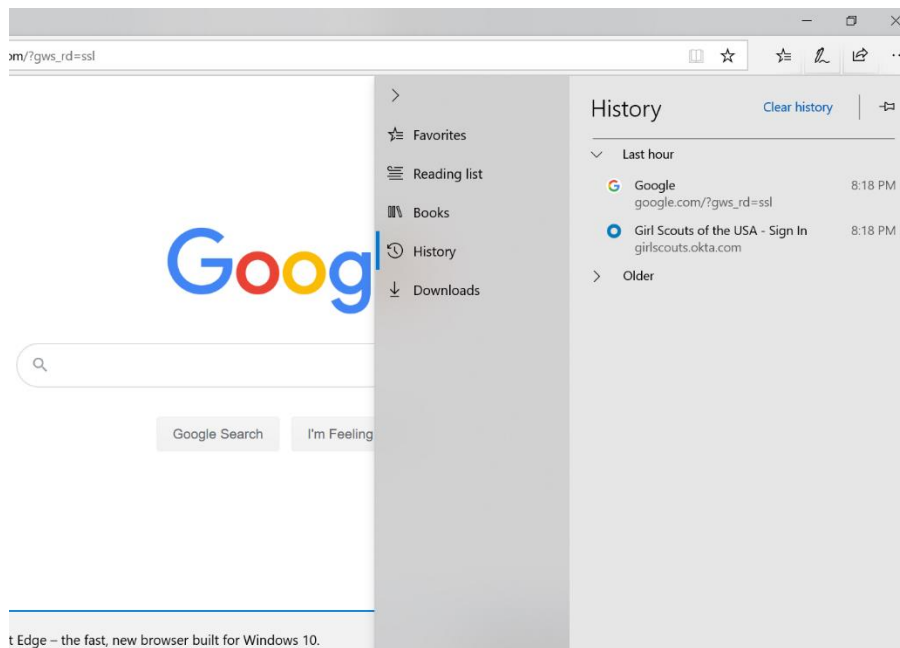 om/?gws_rd=ssl
Favorites
Reading list
Books
History
Downloads
History
Clear history
Last hour
Google
8:18 PM
google.com/?gws_rd=ssl
Girl Scouts of the USA - Sign In
8:18 PM
girlscouts.okta.com
Older
Goog
Google Search
I'm Feeling
t Edge – the fast, new browser built for Windows 10.